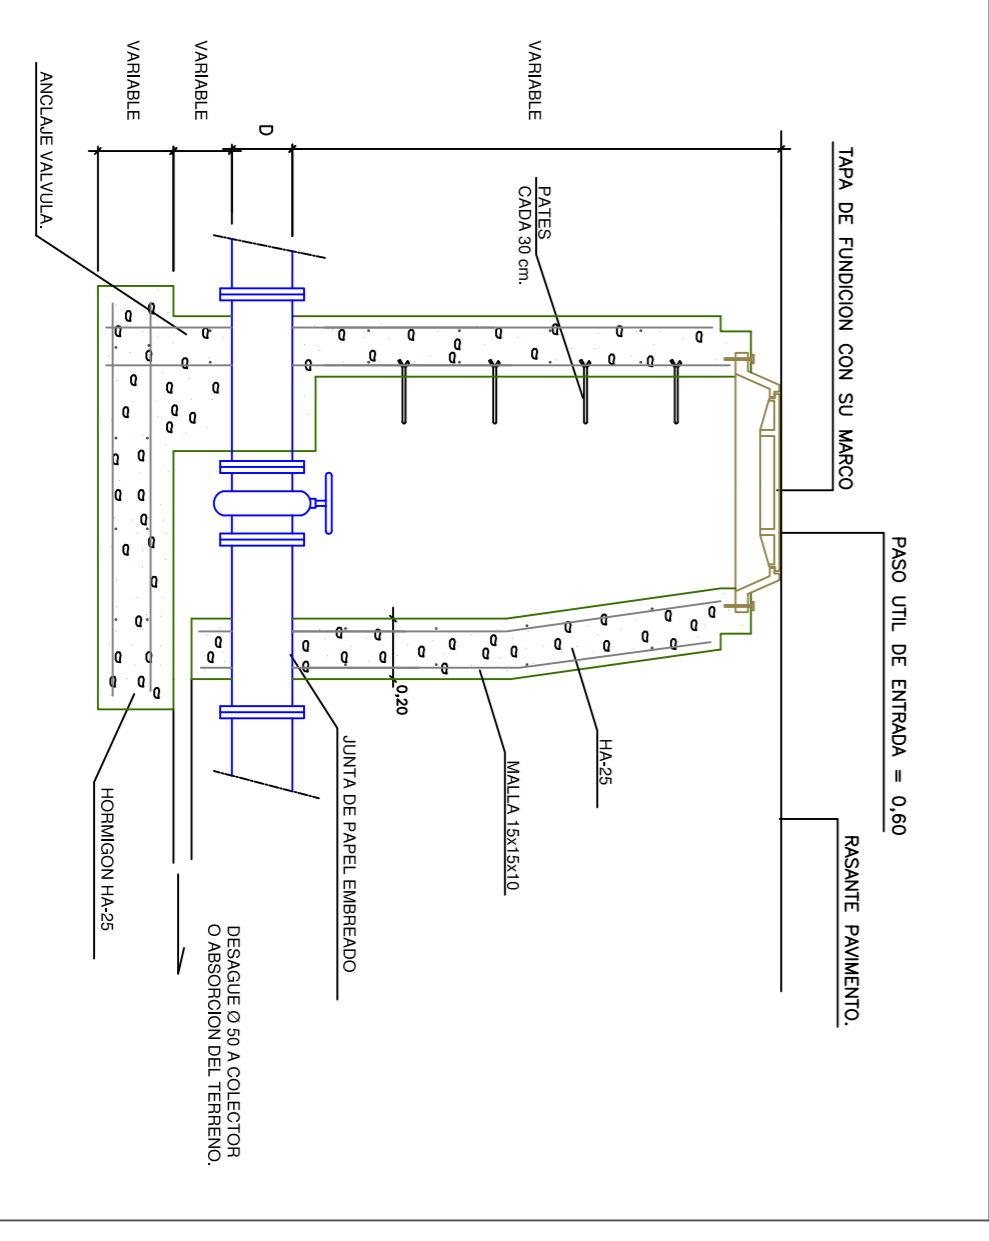 TAPA DE FUNDICION CON SU MARCO
PASO UTIL DE ENTRADA = 0,60
RASANTE PAVIMENTO.
VARIABLE
PATES
CADA 30 cm.
HA-25
MALLA 15x15x10
0,20
JUNTA DE PAPEL EMBREADO
D
VARIABLE
VARIABLE
ANCLAJE VALVULA.
DESAGUE Ø 50 A COLECTOR
O ABSORCION DEL TERRENO.
HORMIGON HA-25